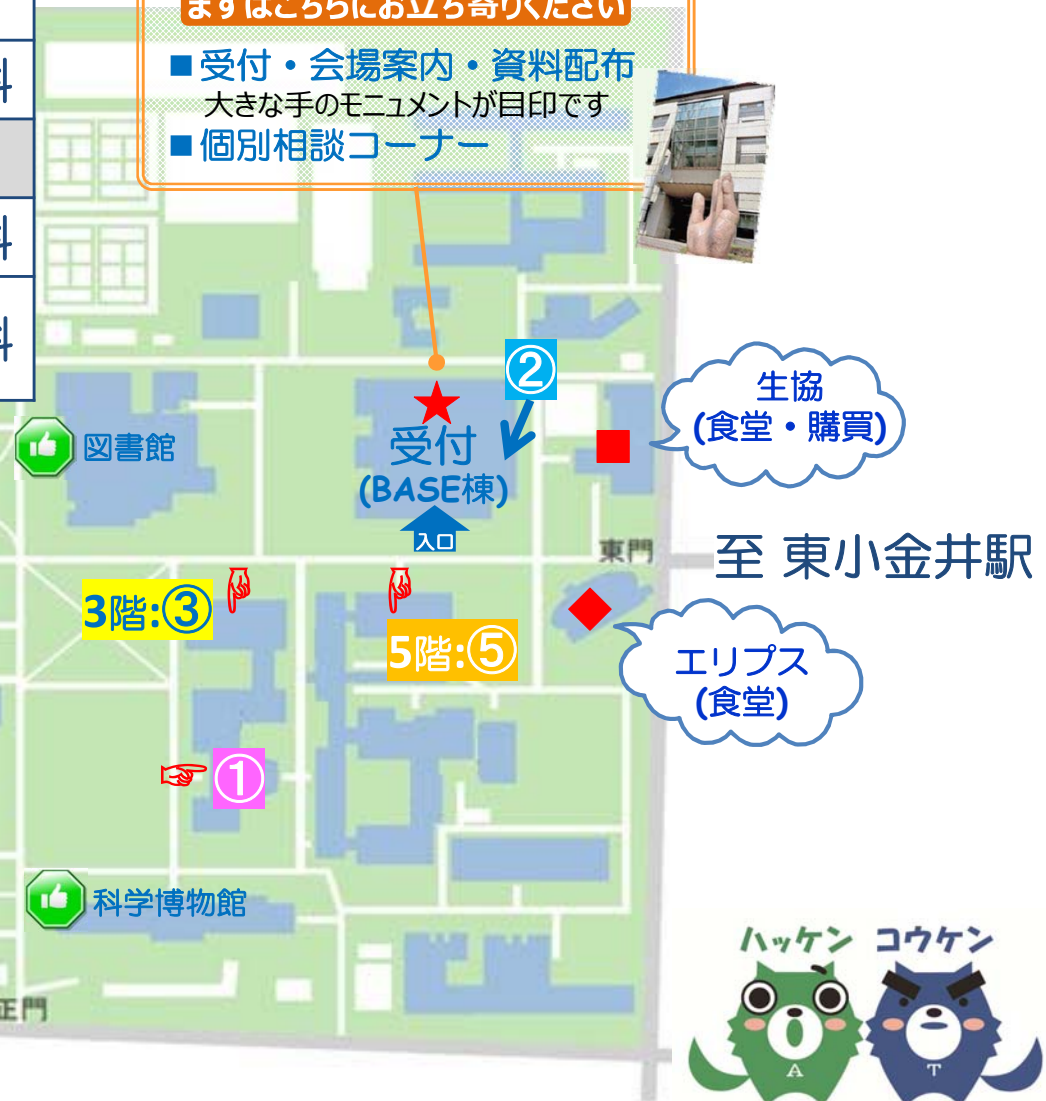 まずはこちらにお立ち寄りください
■受付・会場案内・資料配布
大きな手のモニュメントが目印です
■個別相談コーナー
科
科
科
②
生協
(食堂・購買)
図書館
受付
(BASE棟)
入口
東門
至 東小金井駅
3階:③
5階:⑤
エリプス
(食堂)
①
科学博物館
正門
ハッケン コウケン
A
T